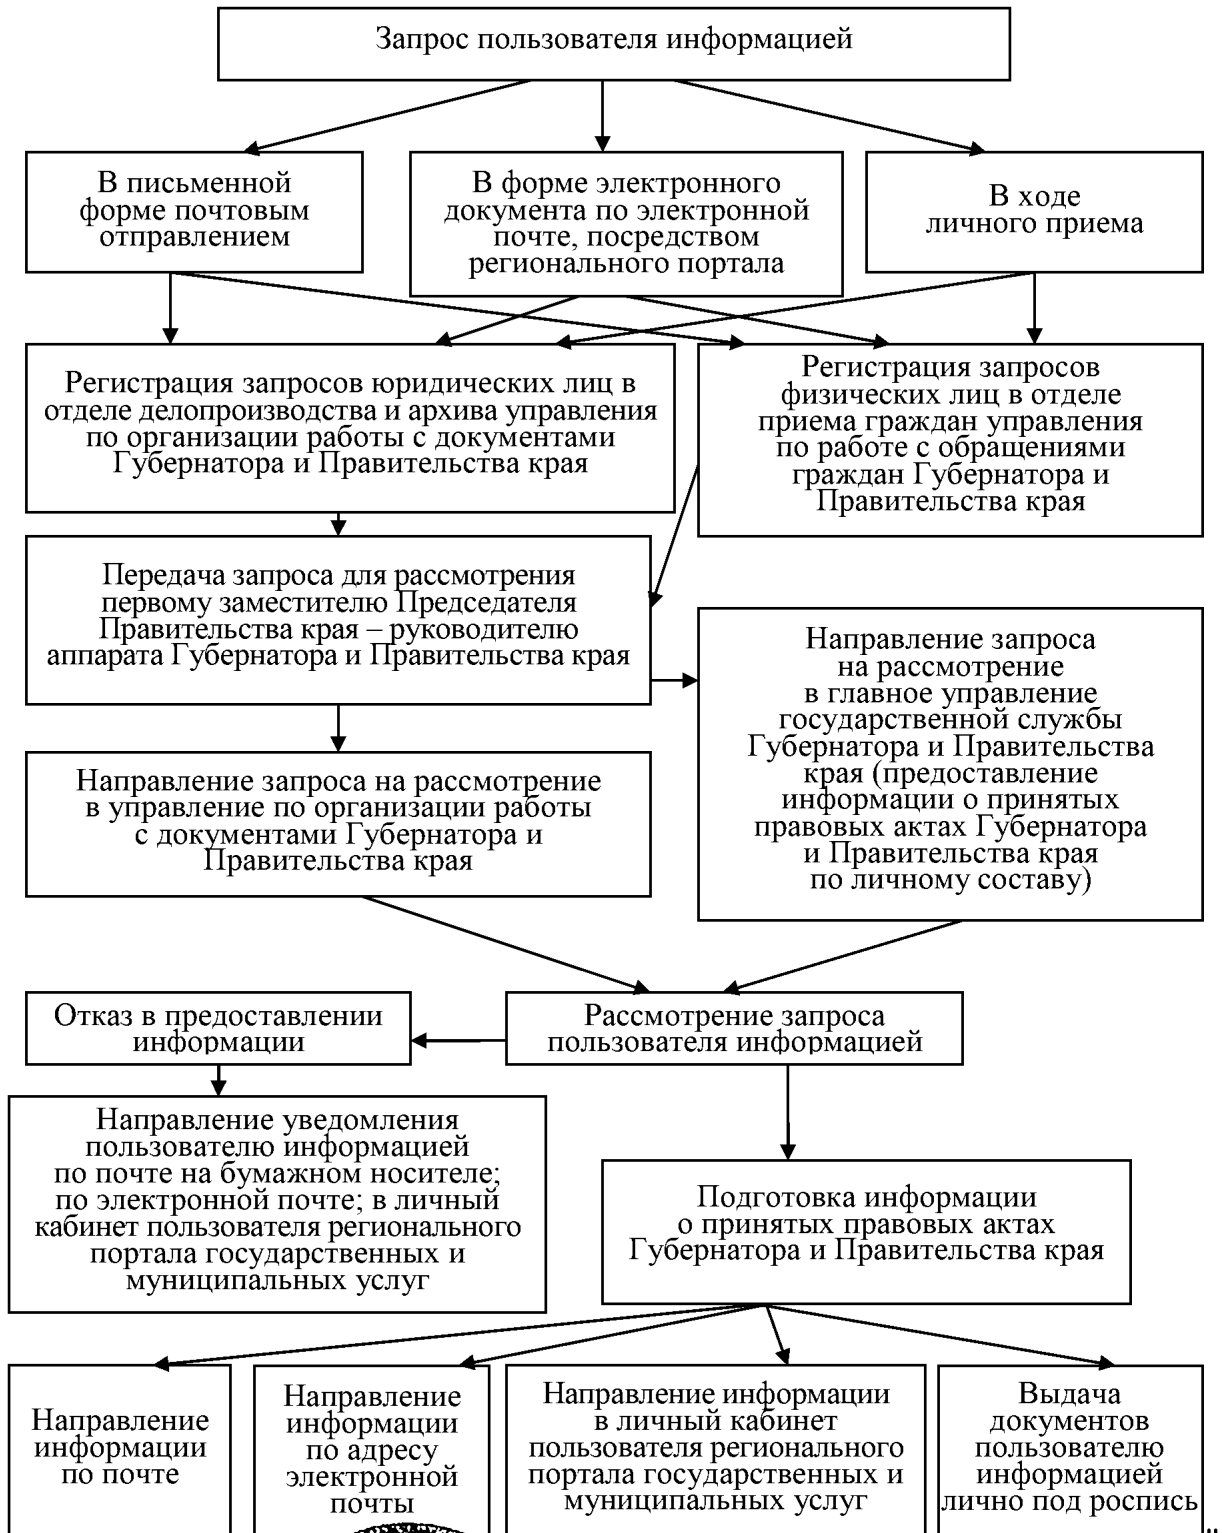 Запрос пользователя информацией
В письменной
форме почтовым
отправлением
В форме электронного
документа по электронной
почте, посредством
регионального портала
В ходе
личного приема
Регистрация запросов юридических лиц в
отделе делопроизводства и архива управления
по организации работы с документами
Губернатора и Правительства края
Регистрация запросов
физических лиц в отделе
приема граждан управления
по работе с обращениями
граждан Губернатора и
Правительства края
Передача запроса для рассмотрения
первому заместителю Председателя
Правительства края – руководителю
аппарата Губернатора и Правительства края
Направление запроса
на рассмотрение
в главное управление
государственной службы
Губернатора и Правительства
края (предоставление
информации о принятых
правовых актах Губернатора
и Правительства края
по личному составу)
Направление запроса на рассмотрение
в управление по организации работы
с документами Губернатора и
Правительства края
Отказ в предоставлении
информации
Рассмотрение запроса
пользователя информацией
Направление уведомления
пользователю информацией
по почте на бумажном носителе;
по электронной почте; в личный
кабинет пользователя регионального
портала государственных и
муниципальных услуг
Подготовка информации
о принятых правовых актах
Губернатора и Правительства края
Направление
информации
по почте
Направление
информации
по адресу
электронной
почты
Направление информации
в личный кабинет
пользователя регионального
портала государственных и
муниципальных услуг
Выдача
документов
пользователю
информацией
лично под роспись